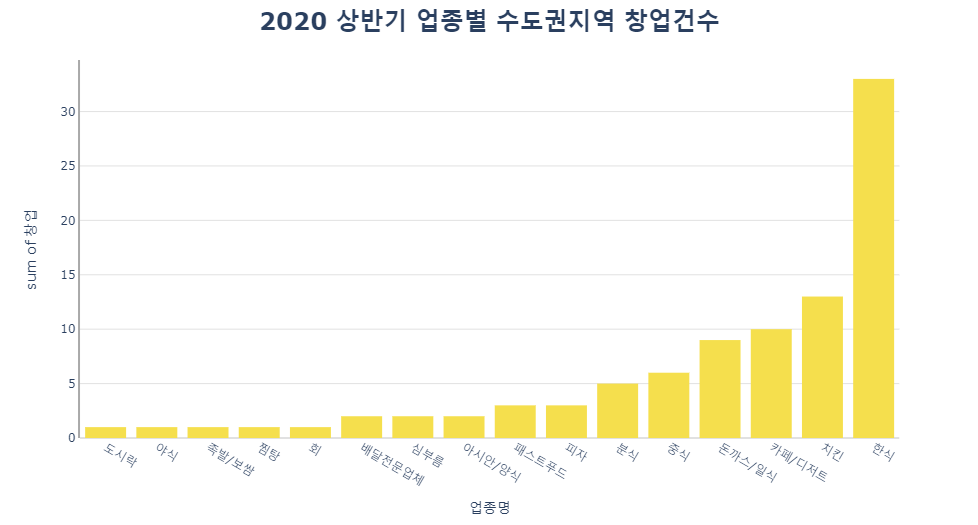 2020 상반기 업종별 수도권지역 창업건수
sum of 창업
30
25
20
15
10
5
0
도시락
야식
족발/보쌈
찜탕
회
배달전문업체
심부름
아시안/양식
패스트푸드
피자
분식
중식
돈까스/일식
카페/디저트
치킨
한식
업종명